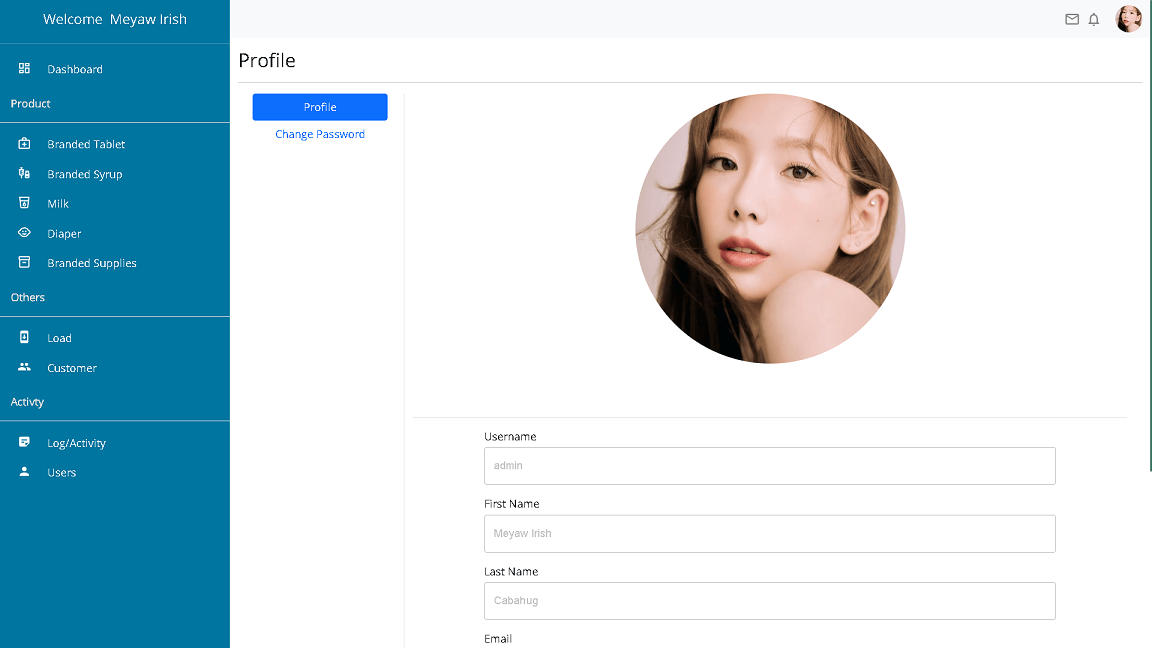 Welcome  Meyaw Irish
Dashboard
Product
Branded Tablet
Branded Syrup
Milk
Diaper
Branded Supplies
Others
Load
Customer
Activty
Log/Activity
Users
Profile
Profile
Change Password
Username
admin
First Name
Meyaw Irish
Last Name
Cabahug
Email